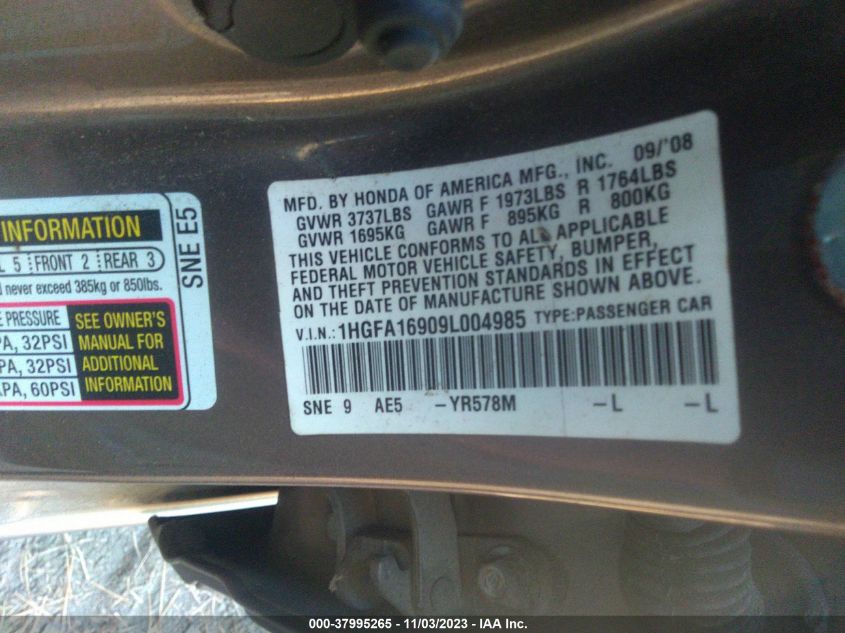 INFORMATION
L 5 FRONT 2 REAR 3
never exceed 385kg or 850lbs.
PRESSURE
PA, 32PSI
PA, 32PSI
KPA, 60PSI
SEE OWNER'S
MANUAL FOR
ADDITIONAL
INFORMATION
SNE E5
MFD. BY HONDA OF AMERICA MFG., INC. 09/'08
GVWR 3737LBS GAWR F 1973LBS R 1764LBS
GVWR 1695KG GAWR F 895KG R 800KG
THIS VEHICLE CONFORMS TO ALL APPLICABLE
FEDERAL MOTOR VEHICLE SAFETY, BUMPER,
AND THEFT PREVENTION STANDARDS IN EFFECT
ON THE DATE OF MANUFACTURE SHOWN ABOVE.
V.I.N.: 1HGFA16909L004985 TYPE:PASSENGER CAR
SNE 9 AE5 -YR578M -L -L
000-37995265 - 11/03/2023 - IAA Inc.